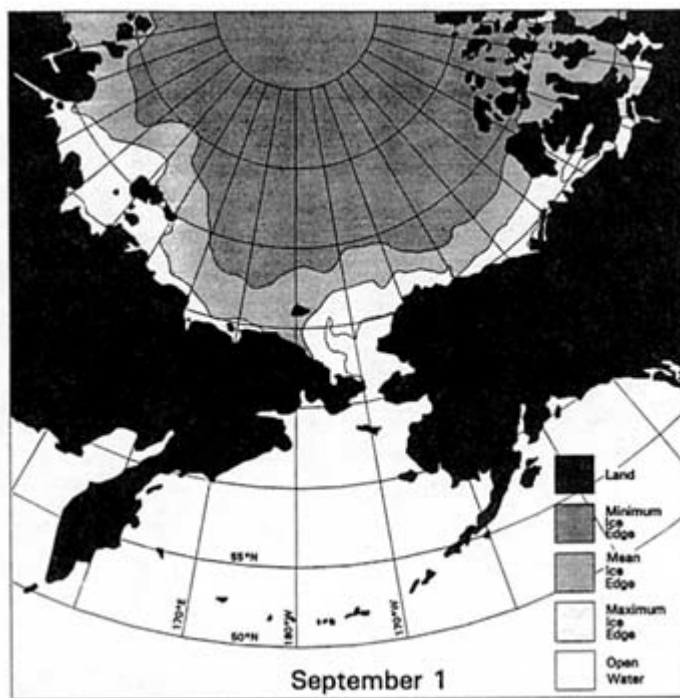 Land
Minimum
Ice
Edge
Mean
Ice
Edge
Maximum
Ice
Edge
Open
Water
55°N
170°E
50°N
180°W
170°W
September 1